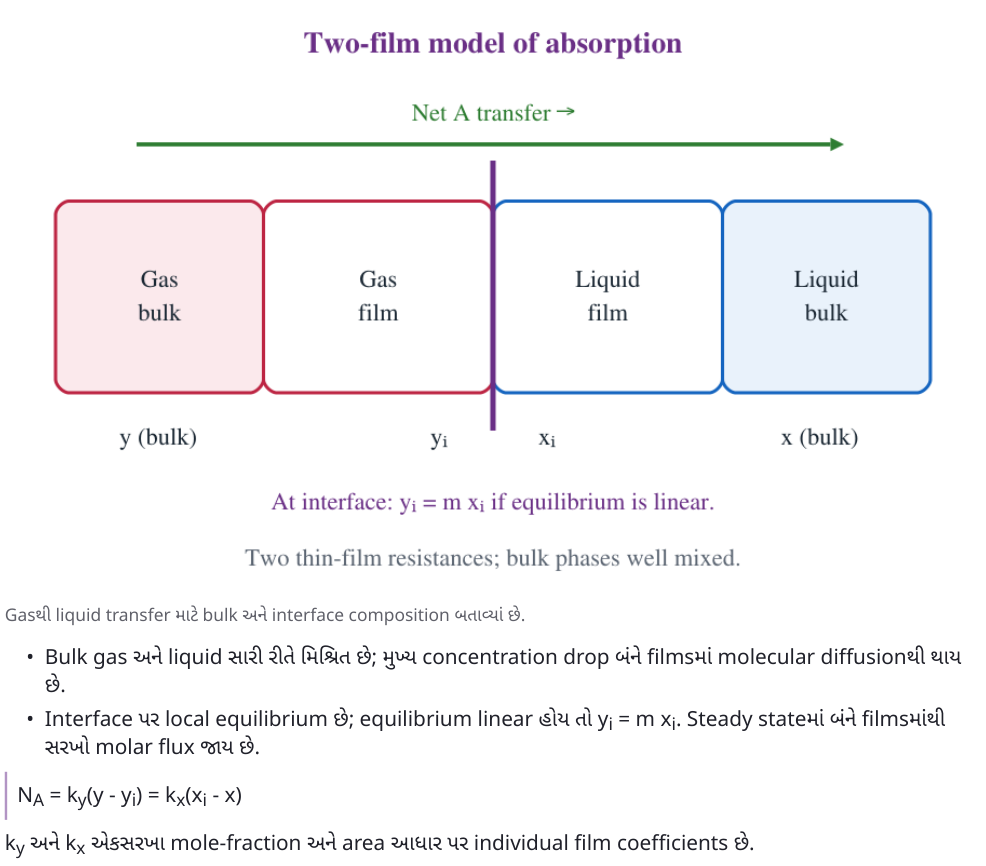 Two-film model of absorption
Net A transfer →
Gas
bulk
Gas
film
Liquid
film
Liquid
bulk
y (bulk)
yᵢ
xᵢ
x (bulk)
At interface: yᵢ = m xᵢ if equilibrium is linear.
Two thin-film resistances; bulk phases well mixed.
Gasથી liquid transfer માટે bulk અને interface composition બતાવ્યાં છે.
• Bulk gas અને liquid સારી રીતે મિશ્રિત છે; મુખ્ય concentration drop બંને filmsમાં molecular diffusionથી થાય
છે.
• Interface પર local equilibrium છે; equilibrium linear હોય તો yᵢ = m xᵢ. Steady stateમાં બંને filmsમાંથી
સરખો molar flux જાય છે.
N_A = k_y(y - yᵢ) = k_x(xᵢ - x)
k_y અને k_x એકસરખા mole-fraction અને area આધાર પર individual film coefficients છે.